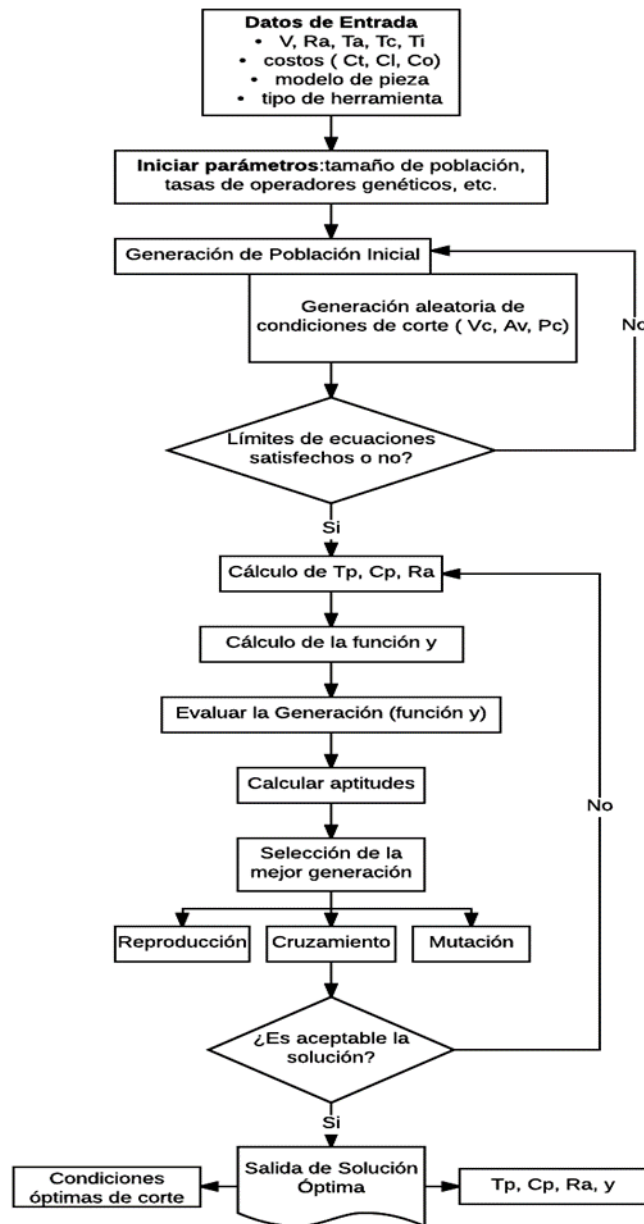 Datos de Entrada
• V, Ra, Ta, Tc, Ti
• costos ( Ct, Cl, Co)
• modelo de pieza
• tipo de herramienta
Iniciar parámetros:tamaño de población,
tasas de operadores genéticos, etc.
Generación de Población Inicial
Generación aleatoria de
condiciones de corte ( Vc, Av, Pc)
No
Límites de ecuaciones
satisfechos o no?
Si
Cálculo de Tp, Cp, Ra
Cálculo de la función y
Evaluar la Generación (función y)
Calcular aptitudes
No
Selección de la
mejor generación
Reproducción
Cruzamiento
Mutación
¿Es aceptable la
solución?
Si
Salida de Solución
Óptima
Condiciones
óptimas de corte
Tp, Cp, Ra, y